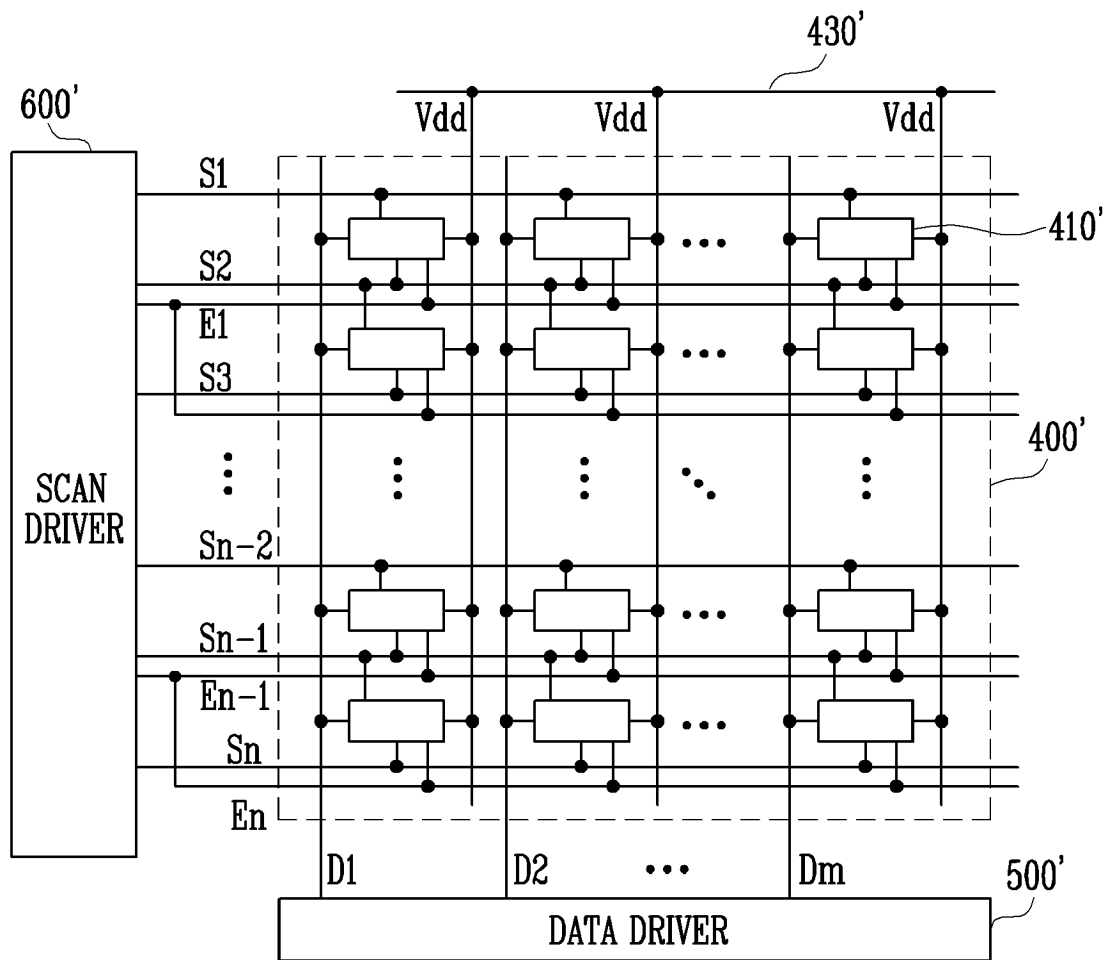 430'
600'
Vdd Vdd Vdd
S1
410'
S2
E1
S3
400'
SCAN
DRIVER
Sn-2
Sn-1
En-1
Sn
En
D1 D2 Dm
500'
DATA DRIVER